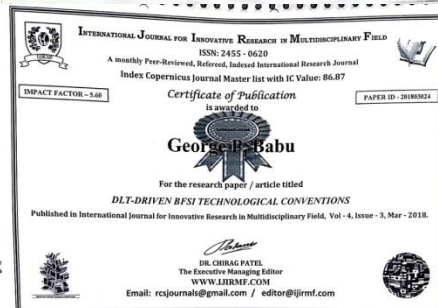 INTERNATIONAL JOURNAL FOR INNOVATIVE RESEARCH IN MULTIDISCIPLINARY FIELD
ISSN: 2455 - 0620
A monthly Peer-Reviewed, Refereed, Indexed International Research Journal
Index Copernicus Journal Master list with IC Value: 86.87
IMPACT FACTOR – 5.60
Certificate of Publication
PAPER ID - 201803024
is awarded to
George P. Babu
For the research paper / article titled
DLT-DRIVEN BFSI TECHNOLOGICAL CONVENTIONS
Published in International Journal for Innovative Research in Multidisciplinary Field, Vol - 4, Issue - 3, Mar - 2018.
DR. CHIRAG PATEL
The Executive Managing Editor
WWW.IJIRMF.COM
Email: rcsjournals@gmail.com / editor@ijirmf.com